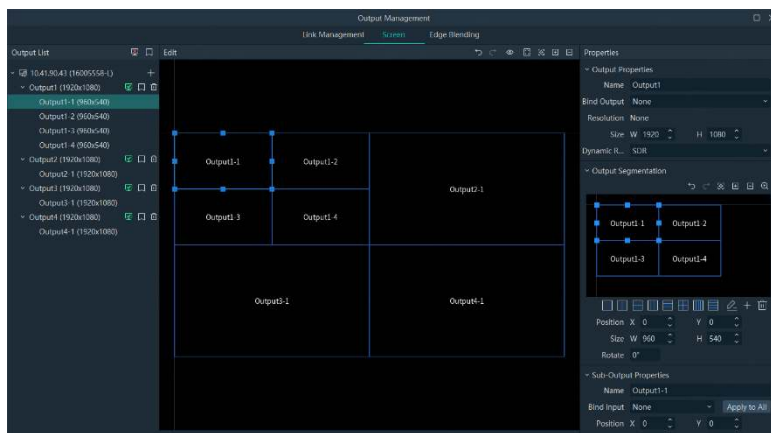 Output Management
Link Management Screen Edge Blending
Output List
Edit
Properties
10.41.90.43 (16005558-L)
Output1 (1920x1080)
Output1-1 (960x540)
Output1-2 (960x540)
Output1-3 (960x540)
Output1-4 (960x540)
Output2 (1920x1080)
Output2-1 (1920x1080)
Output3 (1920x1080)
Output3-1 (1920x1080)
Output4 (1920x1080)
Output4-1 (1920x1080)
Output1-1 Output1-2
Output2-1
Output1-3 Output1-4
Output3-1 Output4-1
Output Properties
Name Output1
Bind Output None
Resolution None
Size W 1920 H 1080
Dynamic R... SDR
Output Segmentation
Output1-1 Output1-2
Output1-3 Output1-4
Position X 0 Y 0
Size W 960 H 540
Rotate 0°
Sub-Output Properties
Name Output1-1
Bind Input None Apply to All
Position X 0 Y 0